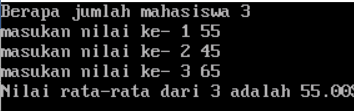 Berapa jumlah mahasiswa 3
masukan nilai ke- 1 55
masukan nilai ke- 2 45
masukan nilai ke- 3 65
Nilai rata-rata dari 3 adalah 55.00